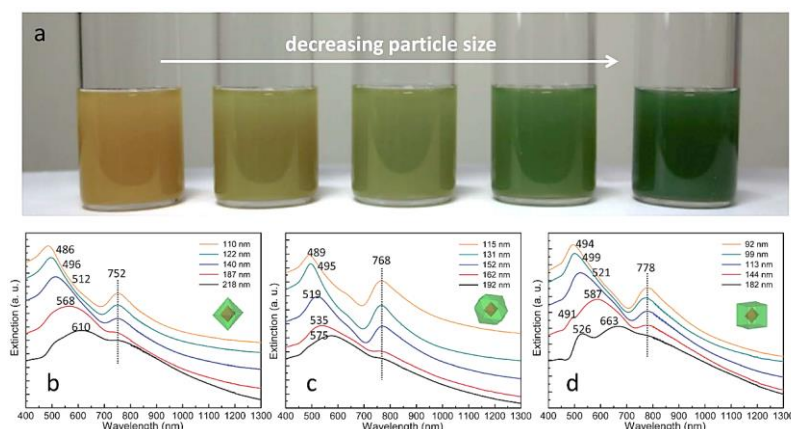 a
decreasing particle size
486
496
512
568
610
752
110 nm
122 nm
140 nm
187 nm
218 nm
Extinction (a. u.)
b
400 500 600 700 800 900 1000 1100 1200 1300
Wavelength (nm)
489
495
519
535
575
768
115 nm
131 nm
152 nm
162 nm
192 nm
Extinction (a. u.)
c
400 500 600 700 800 900 1000 1100 1200 1300
Wavelength (nm)
494
499
521
587
491
526
663
778
92 nm
99 nm
113 nm
144 nm
182 nm
Extinction (a. u.)
d
400 500 600 700 800 900 1000 1100 1200 1300
Wavelength (nm)